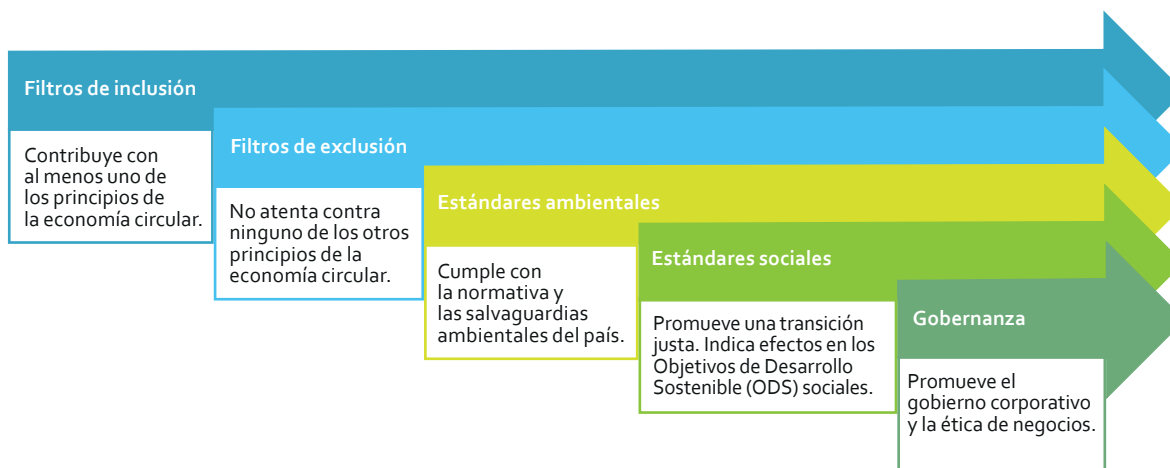 Filtros de inclusión
Contribuye con
al menos uno de
los principios de
la economía circular.
Filtros de exclusión
No atenta contra
ninguno de los otros
principios de la
economía circular.
Estándares ambientales
Cumple con
la normativa y
las salvaguardias
ambientales del país.
Estándares sociales
Promueve una transición
justa. Indica efectos en los
Objetivos de Desarrollo
Sostenible (ODS) sociales.
Gobernanza
Promueve el
gobierno corporativo
y la ética de negocios.